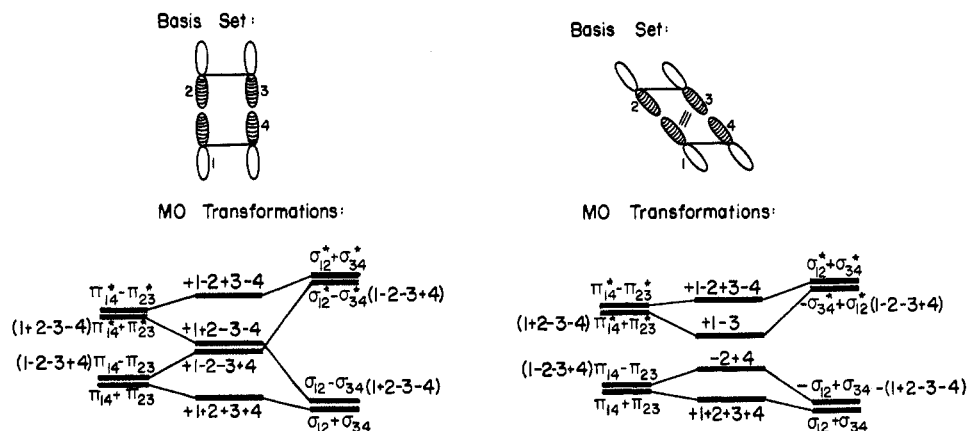 Basis Set:
2
3
4
1
MO Transformations:
π*14-π*23
(1+2-3-4)π*14+π*23
(1-2-3+4)π14-π23
π14+π23
+1-2+3-4
+1+2-3-4
+1-2-3+4
+1+2+3+4
σ*12+σ*34
σ*12-σ*34(1-2-3+4)
σ12-σ34(1+2-3-4)
σ12+σ34
Basis Set:
2
3
4
1
MO Transformations:
π*14-π*23
(1+2-3-4)π*14+π*23
(1-2-3+4)π14-π23
π14+π23
+1-2+3-4
+1-3
-2+4
+1+2+3+4
σ*12+σ*34
-σ*34+σ*12(1-2-3+4)
-σ12+σ34-(1+2-3-4)
σ12+σ34